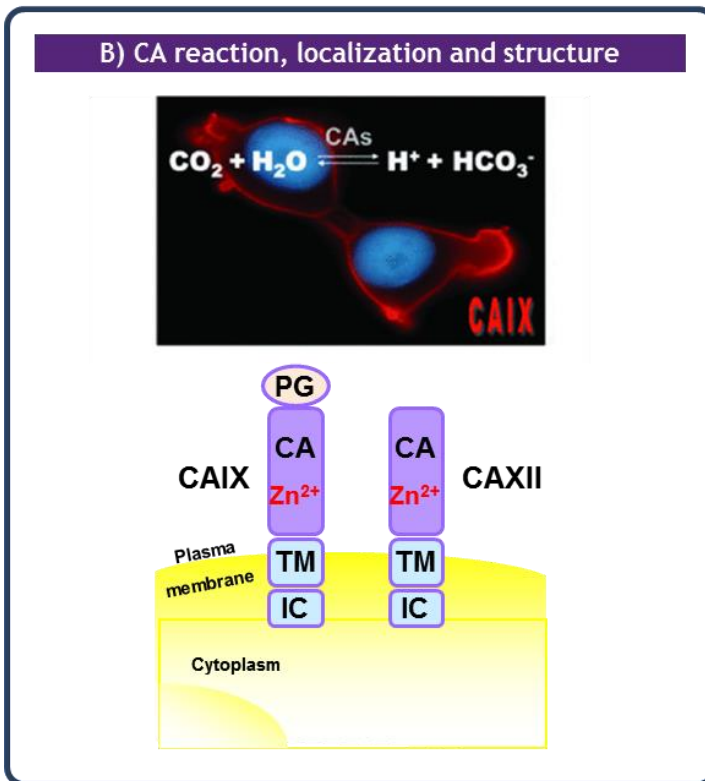 B) CA reaction, localization and structure
CAs
CO₂ + H₂O ⇌ H⁺ + HCO₃⁻
CAIX
PG
CA CA
CAIX Zn²⁺ Zn²⁺ CAXII
Plasma
membrane
TM TM
IC IC
Cytoplasm